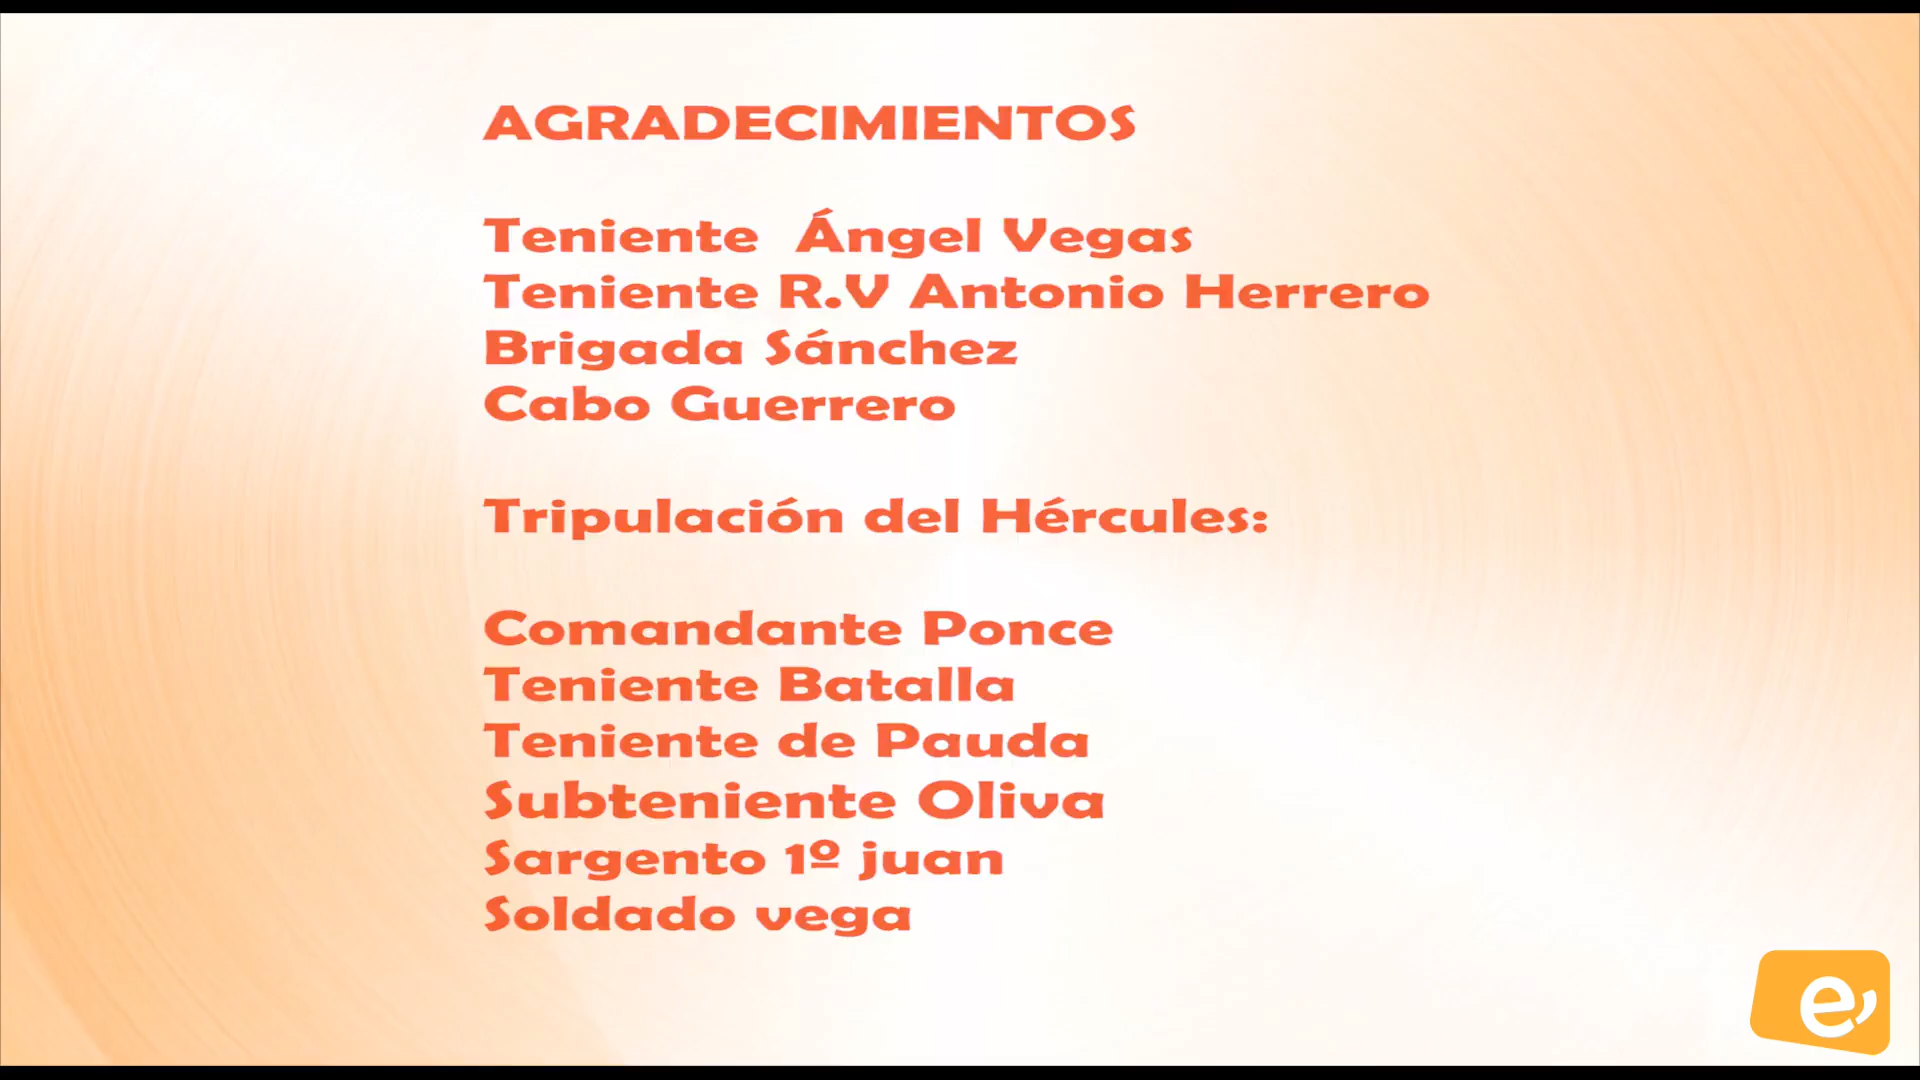 AGRADECIMIENTOS
Teniente Ángel Vegas
Teniente R.V Antonio Herrero
Brigada Sánchez
Cabo Guerrero
Tripulación del Hércules:
Comandante Ponce
Teniente Batalla
Teniente de Pauda
Subteniente Oliva
Sargento 1º juan
Soldado vega
e